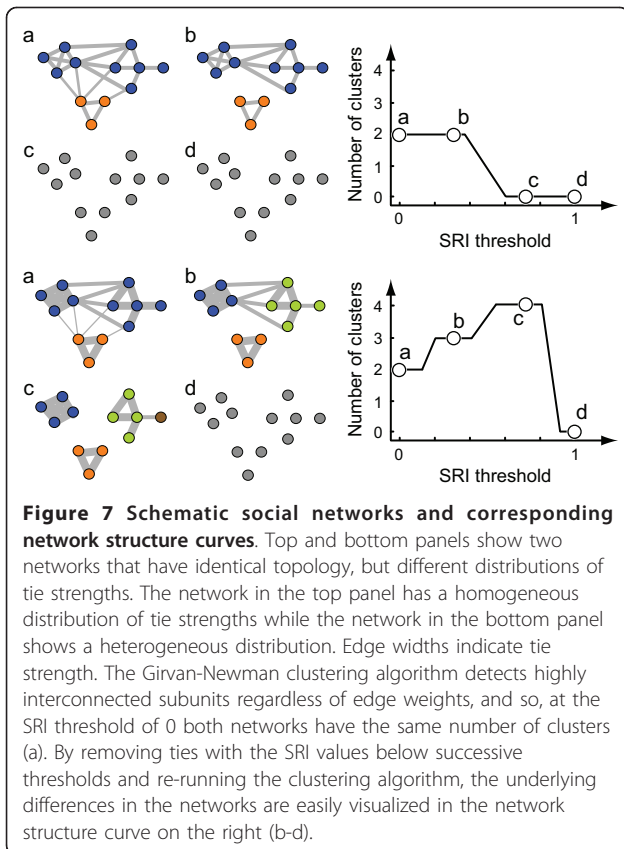 a
b
c
d
Number of clusters
4
3
2
1
0
a
b
c
d
0
1
SRI threshold
a
b
c
d
Number of clusters
4
3
2
1
0
a
b
c
d
0
1
SRI threshold
Figure 7 Schematic social networks and corresponding
network structure curves. Top and bottom panels show two
networks that have identical topology, but different distributions of
tie strengths. The network in the top panel has a homogeneous
distribution of tie strengths while the network in the bottom panel
shows a heterogeneous distribution. Edge widths indicate tie
strength. The Girvan-Newman clustering algorithm detects highly
interconnected subunits regardless of edge weights, and so, at the
SRI threshold of 0 both networks have the same number of clusters
(a). By removing ties with the SRI values below successive
thresholds and re-running the clustering algorithm, the underlying
differences in the networks are easily visualized in the network
structure curve on the right (b-d).